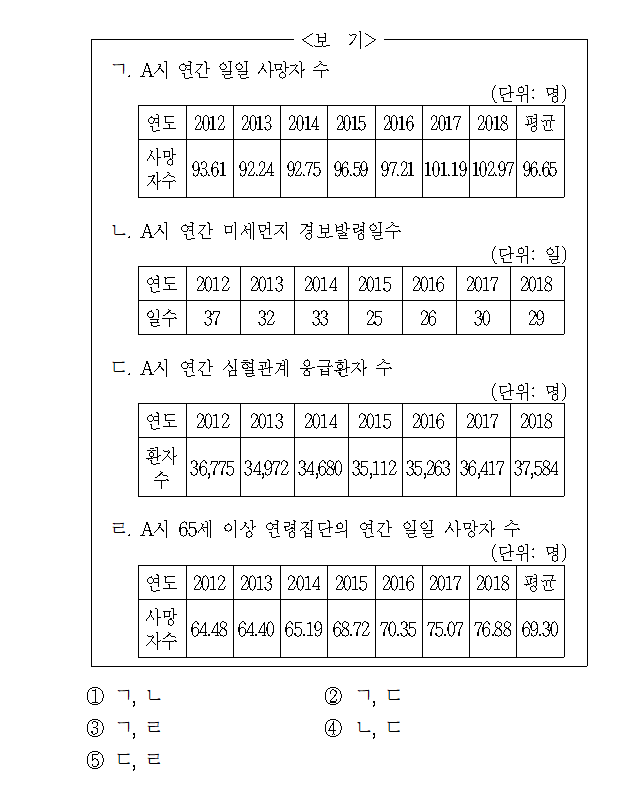 <보 기>
ㄱ. A시 연간 일일 사망자 수
(단위: 명)
연도 2012 2013 2014 2015 2016 2017 2018 평균
사망자수 93.61 92.24 92.75 96.59 97.21 101.19 102.97 96.65
ㄴ. A시 연간 미세먼지 경보발령일수
(단위: 일)
연도 2012 2013 2014 2015 2016 2017 2018
일수 37 32 33 25 26 30 29
ㄷ. A시 연간 심혈관계 응급환자 수
(단위: 명)
연도 2012 2013 2014 2015 2016 2017 2018
환자수 36,775 34,972 34,680 35,112 35,263 36,417 37,584
ㄹ. A시 65세 이상 연령집단의 연간 일일 사망자 수
(단위: 명)
연도 2012 2013 2014 2015 2016 2017 2018 평균
사망자수 64.48 64.40 65.19 68.72 70.35 75.07 76.88 69.30
① ㄱ, ㄴ ② ㄱ, ㄷ
③ ㄱ, ㄹ ④ ㄴ, ㄷ
⑤ ㄷ, ㄹ